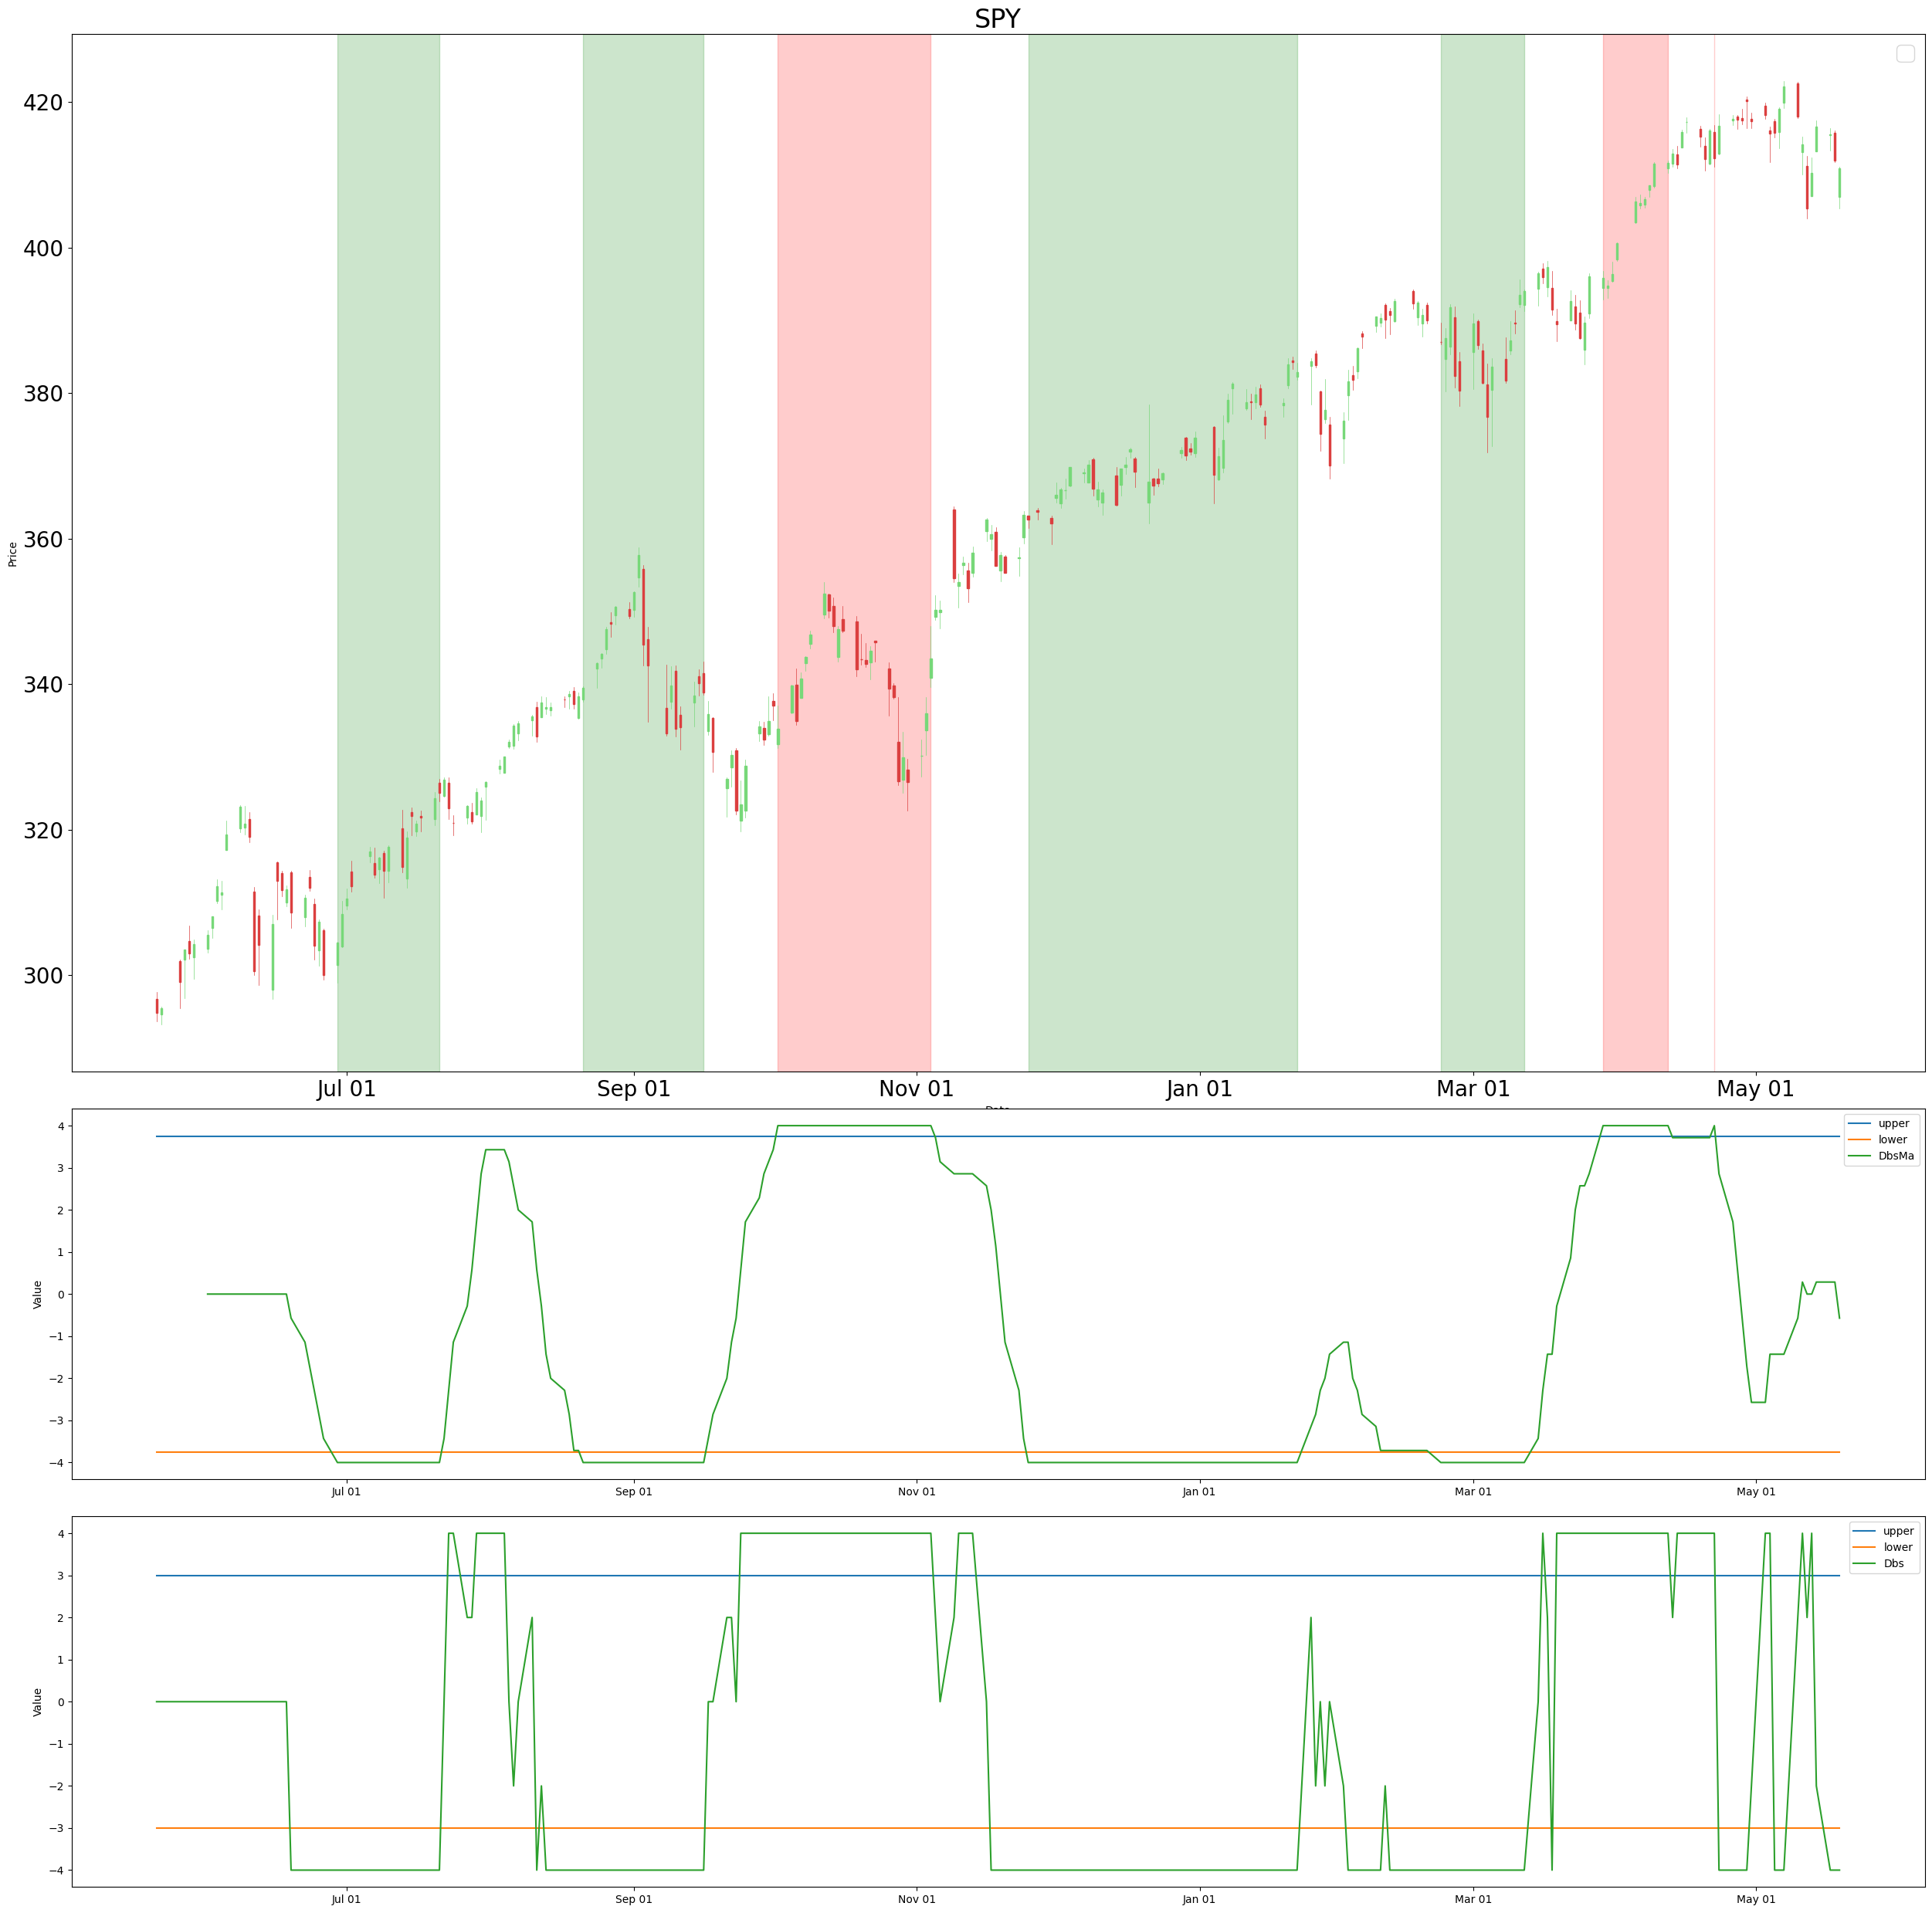 SPY
420
400
380
360
340
320
300
Price
Jul 01
Sep 01
Nov 01
Jan 01
Mar 01
May 01
Date
4
3
2
1
0
−1
−2
−3
−4
Value
upper
lower
DbsMa
Jul 01
Sep 01
Nov 01
Jan 01
Mar 01
May 01
4
3
2
1
0
−1
−2
−3
−4
Value
upper
lower
Dbs
Jul 01
Sep 01
Nov 01
Jan 01
Mar 01
May 01